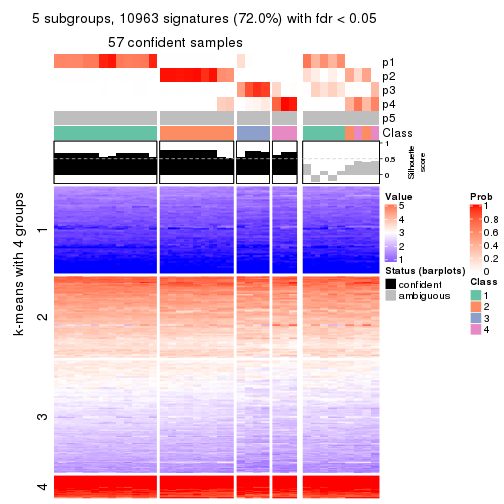 5 subgroups, 10963 signatures (72.0%) with fdr < 0.05
57 confident samples
p1
p2
p3
p4
p5
Class
1
0.5
0
Silhouette
score
k-means with 4 groups
1
2
3
4
Value
5
4
3
2
1
Status (barplots)
confident
ambiguous
Prob
1
0.8
0.6
0.4
0.2
0
Class
1
2
3
4